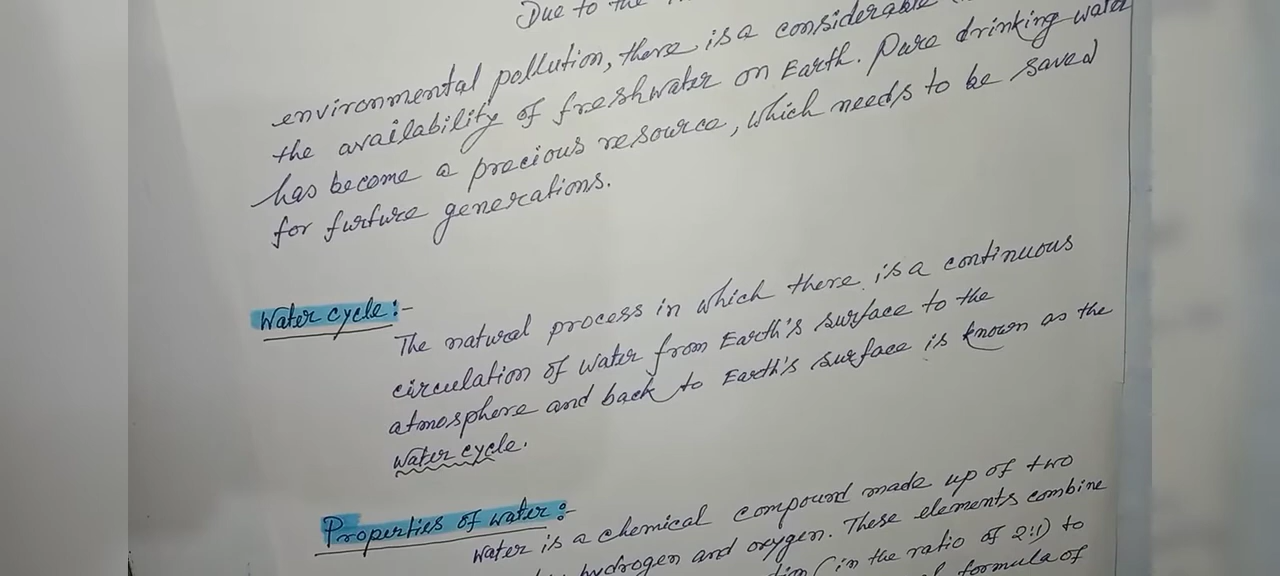 Due to the
environmental pollution, there is a considerable
the availability of freshwater on Earth. Pure drinking water
has become a precious resource, which needs to be saved
for furture generations.
Water cycle:-
The natural process in which there is a continuous
circulation of water from Earth's surface to the
atmosphere and back to Earth's surface is known as the
water cycle.
Properties of water:-
Water is a chemical compound made up of two
hydrogen and oxygen. These elements combine
(in the ratio of 2:1) to
formula of